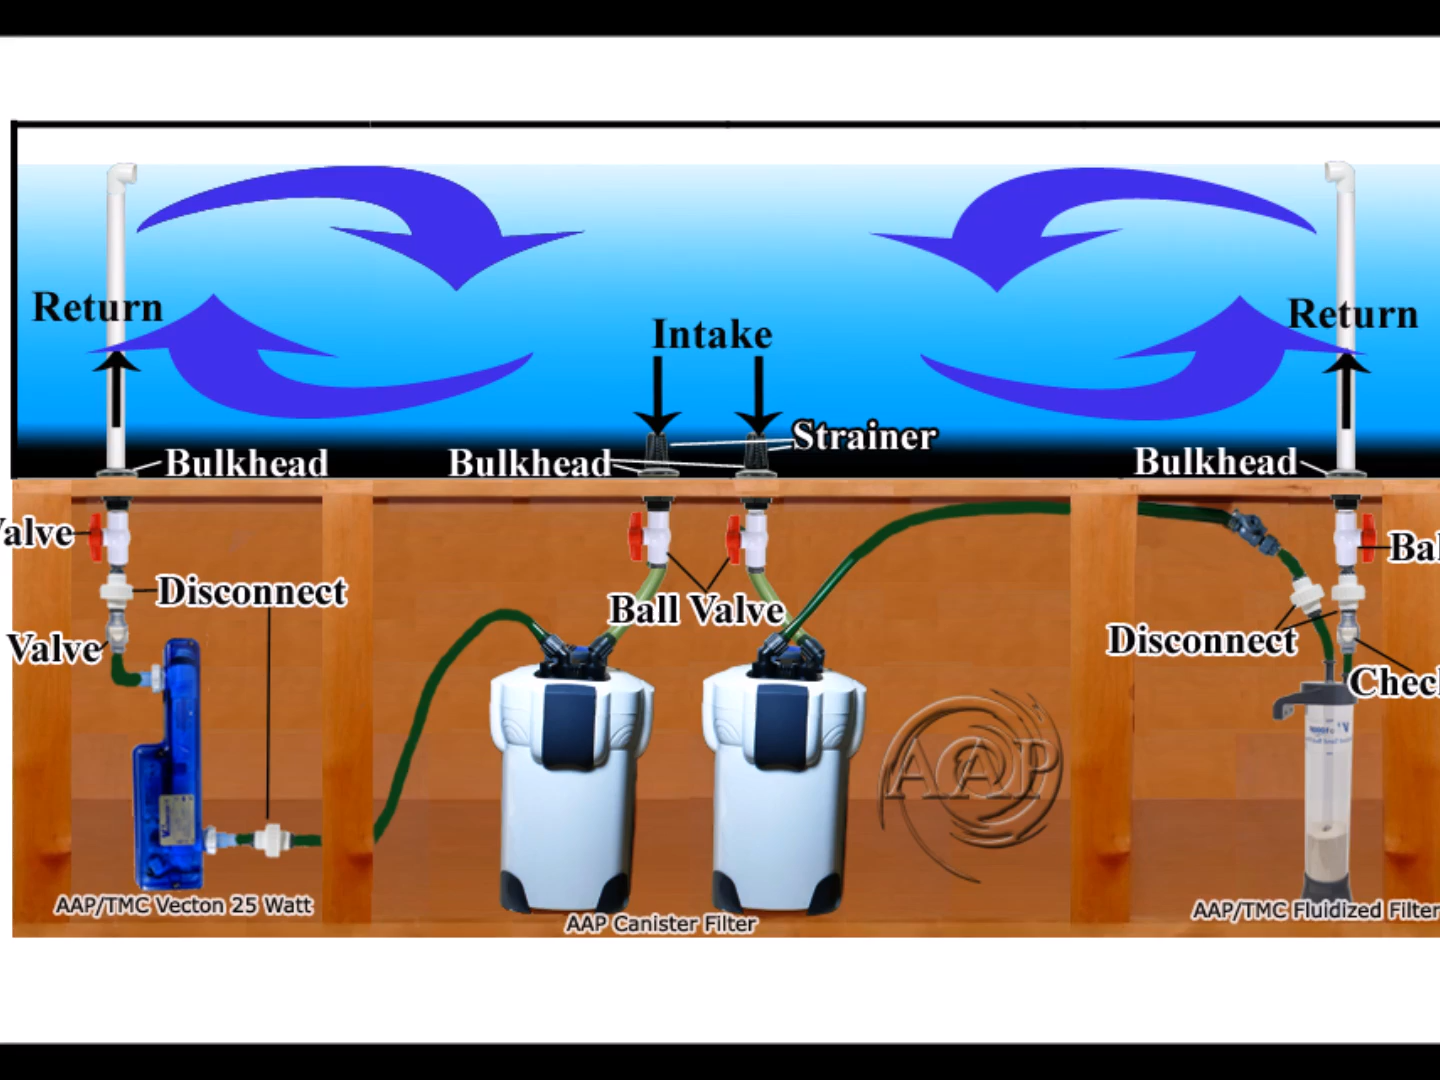 Return
Intake
Return
Strainer
Bulkhead
Bulkhead
Bulkhead
Valve
Disconnect
Ball Valve
Valve
Disconnect
AAP
AAP/TMC Vecton 25 Watt
AAP Canister Filter
AAP/TMC Fluidized Filter